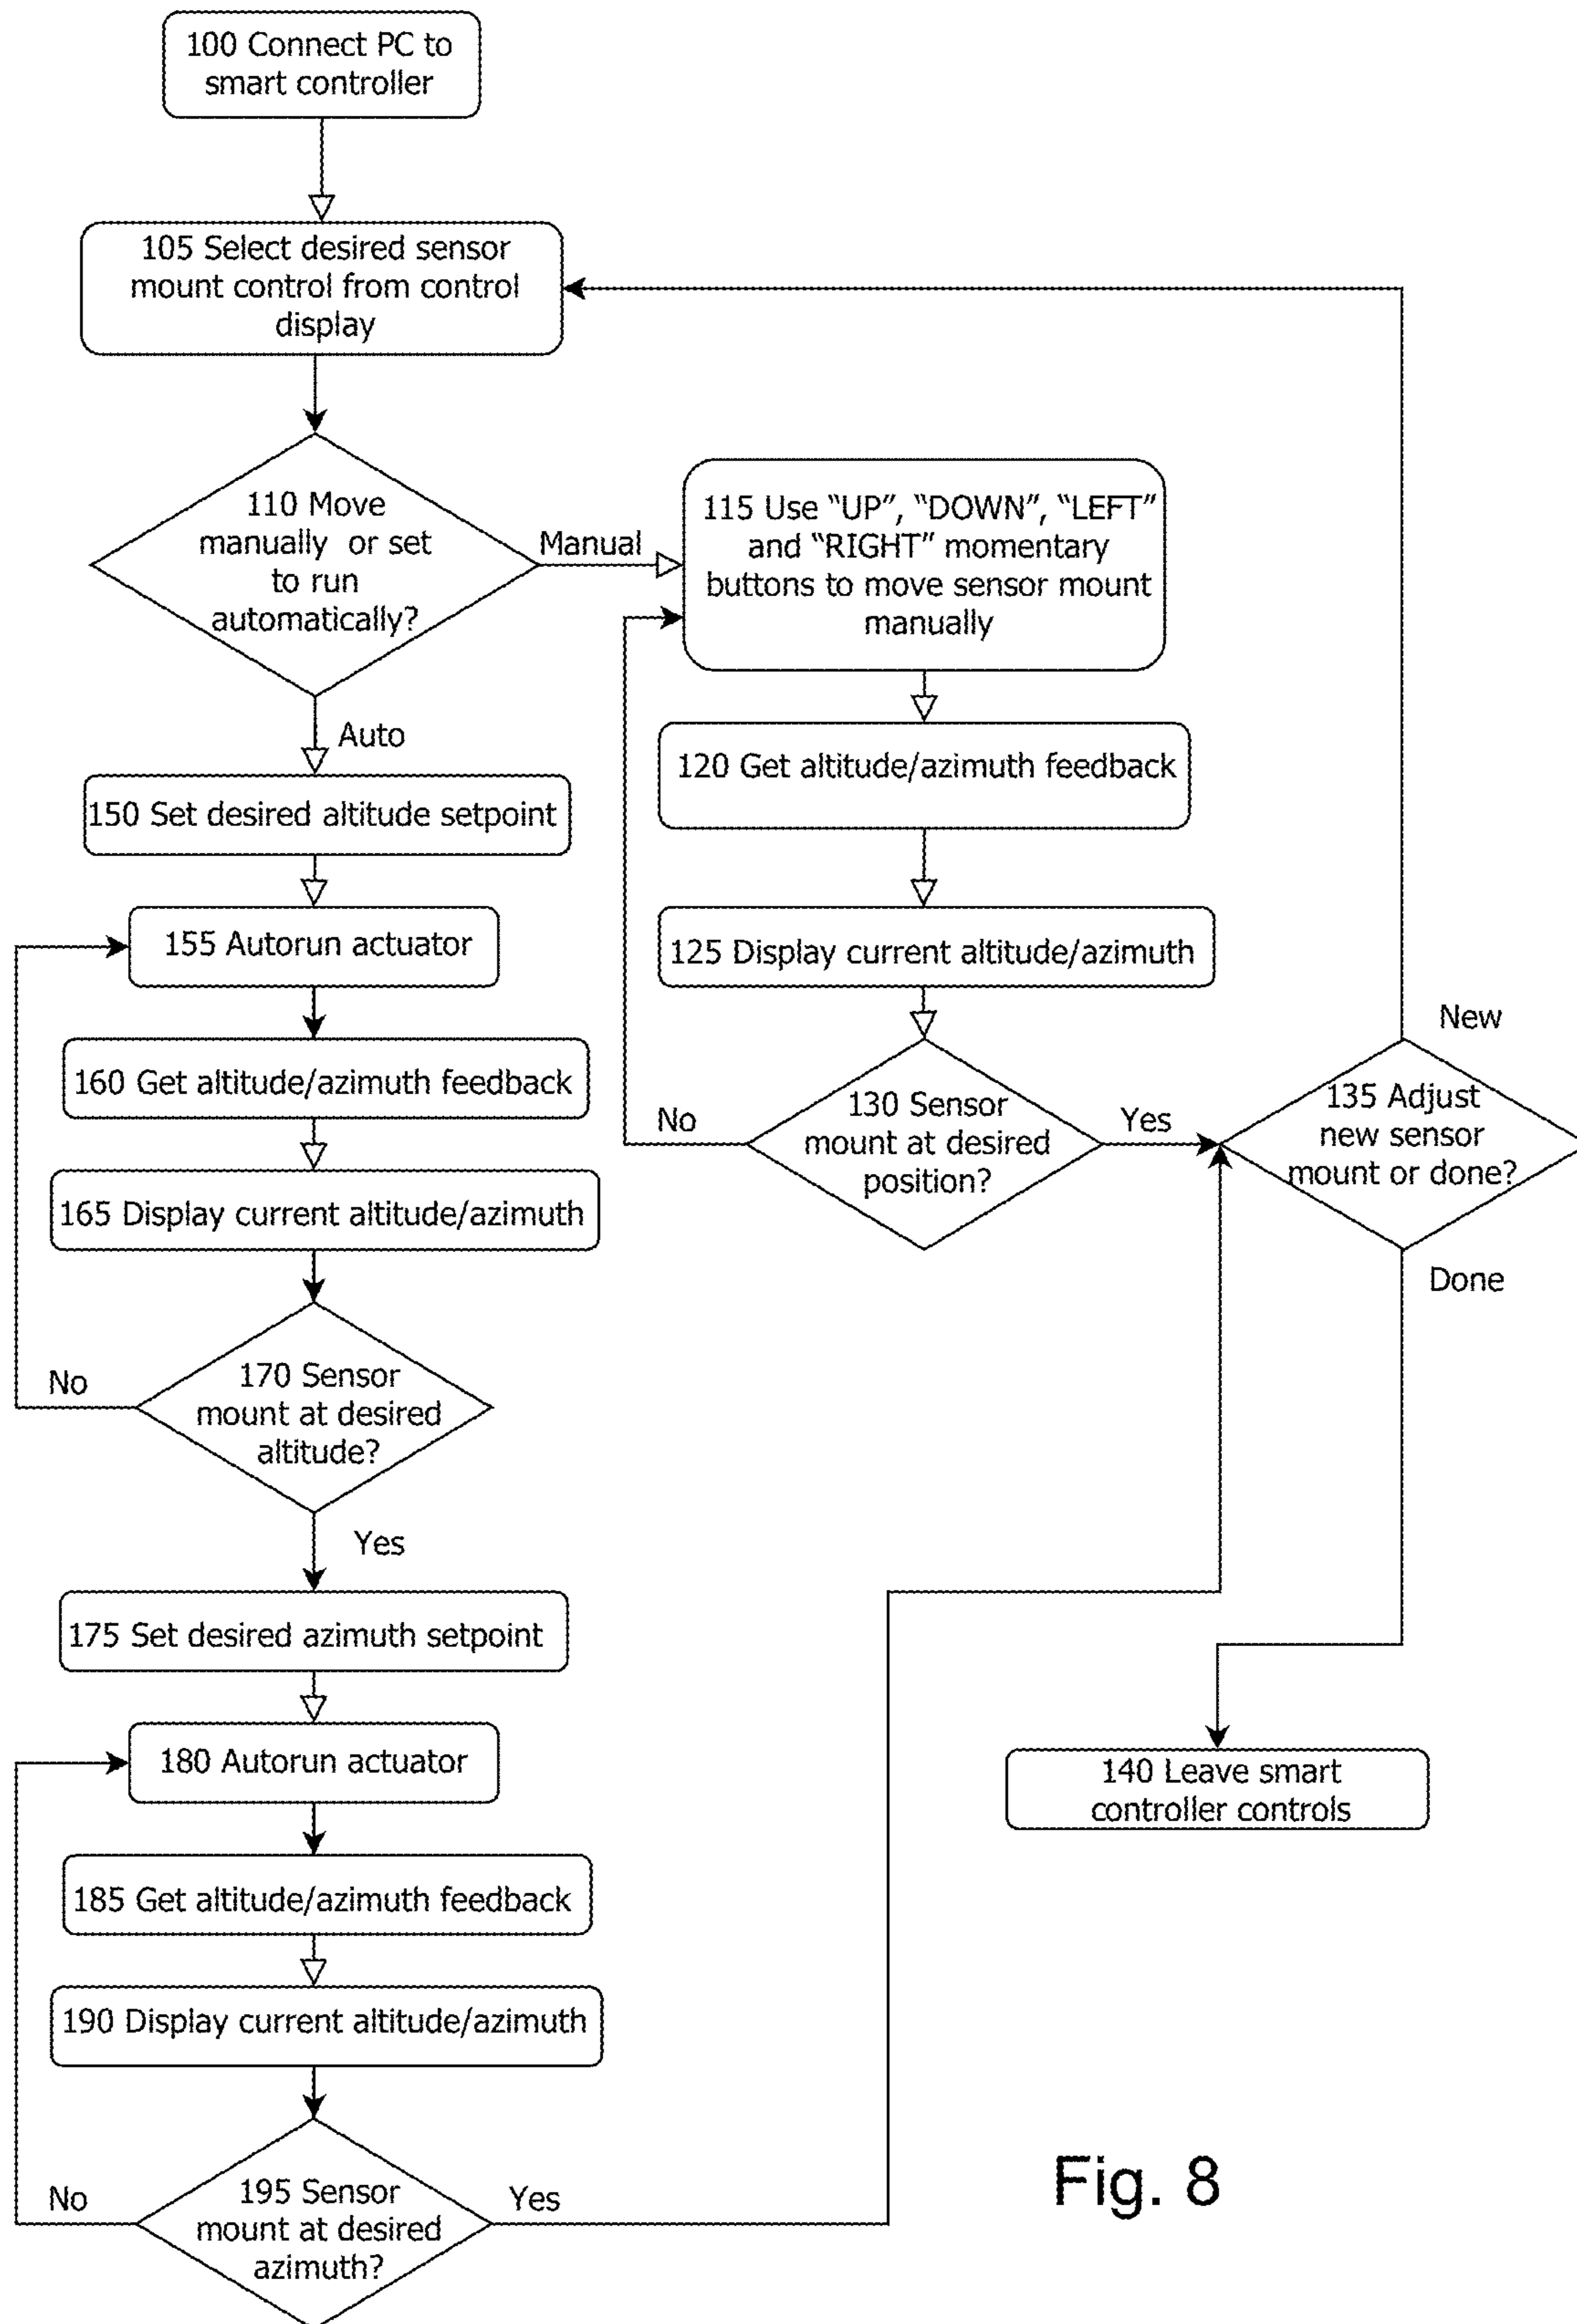 100 Connect PC to
smart controller
105 Select desired sensor
mount control from control
display
110 Move
manually or set
to run
automatically?
Manual
115 Use “UP”, “DOWN”, “LEFT”
and “RIGHT” momentary
buttons to move sensor mount
manually
Auto
120 Get altitude/azimuth feedback
150 Set desired altitude setpoint
155 Autorun actuator
125 Display current altitude/azimuth
160 Get altitude/azimuth feedback
No
130 Sensor
mount at desired
position?
Yes
New
135 Adjust
new sensor
mount or done?
Done
165 Display current altitude/azimuth
No
170 Sensor
mount at desired
altitude?
Yes
175 Set desired azimuth setpoint
180 Autorun actuator
140 Leave smart
controller controls
185 Get altitude/azimuth feedback
190 Display current altitude/azimuth
No
195 Sensor
mount at desired
azimuth?
Yes
Fig. 8